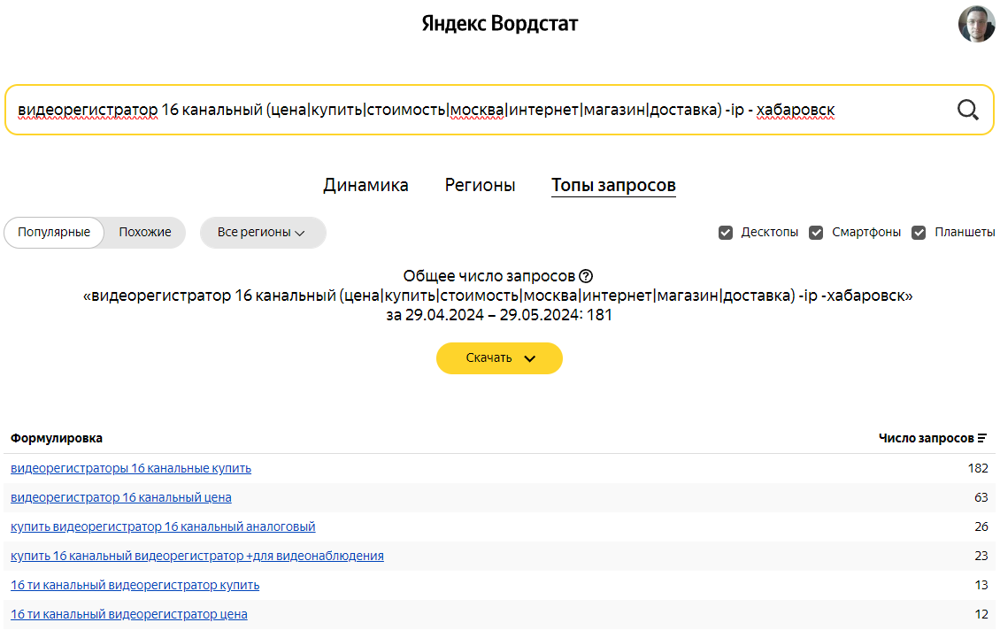 Яндекс Вордстат
видеорегистратор 16 канальный (цена|купить|стоимость|москва|интернет|магазин|доставка) -ip - хабаровск
Динамика Регионы Топы запросов
Популярные Похожие Все регионы Десктопы Смартфоны Планшеты
Общее число запросов ?
«видеорегистратор 16 канальный (цена|купить|стоимость|москва|интернет|магазин|доставка) -ip -хабаровск»
за 29.04.2024 – 29.05.2024: 181
Скачать
Формулировка Число запросов
видеорегистраторы 16 канальные купить 182
видеорегистратор 16 канальный цена 63
купить видеорегистратор 16 канальный аналоговый 26
купить 16 канальный видеорегистратор +для видеонаблюдения 23
16 ти канальный видеорегистратор купить 13
16 ти канальный видеорегистратор цена 12